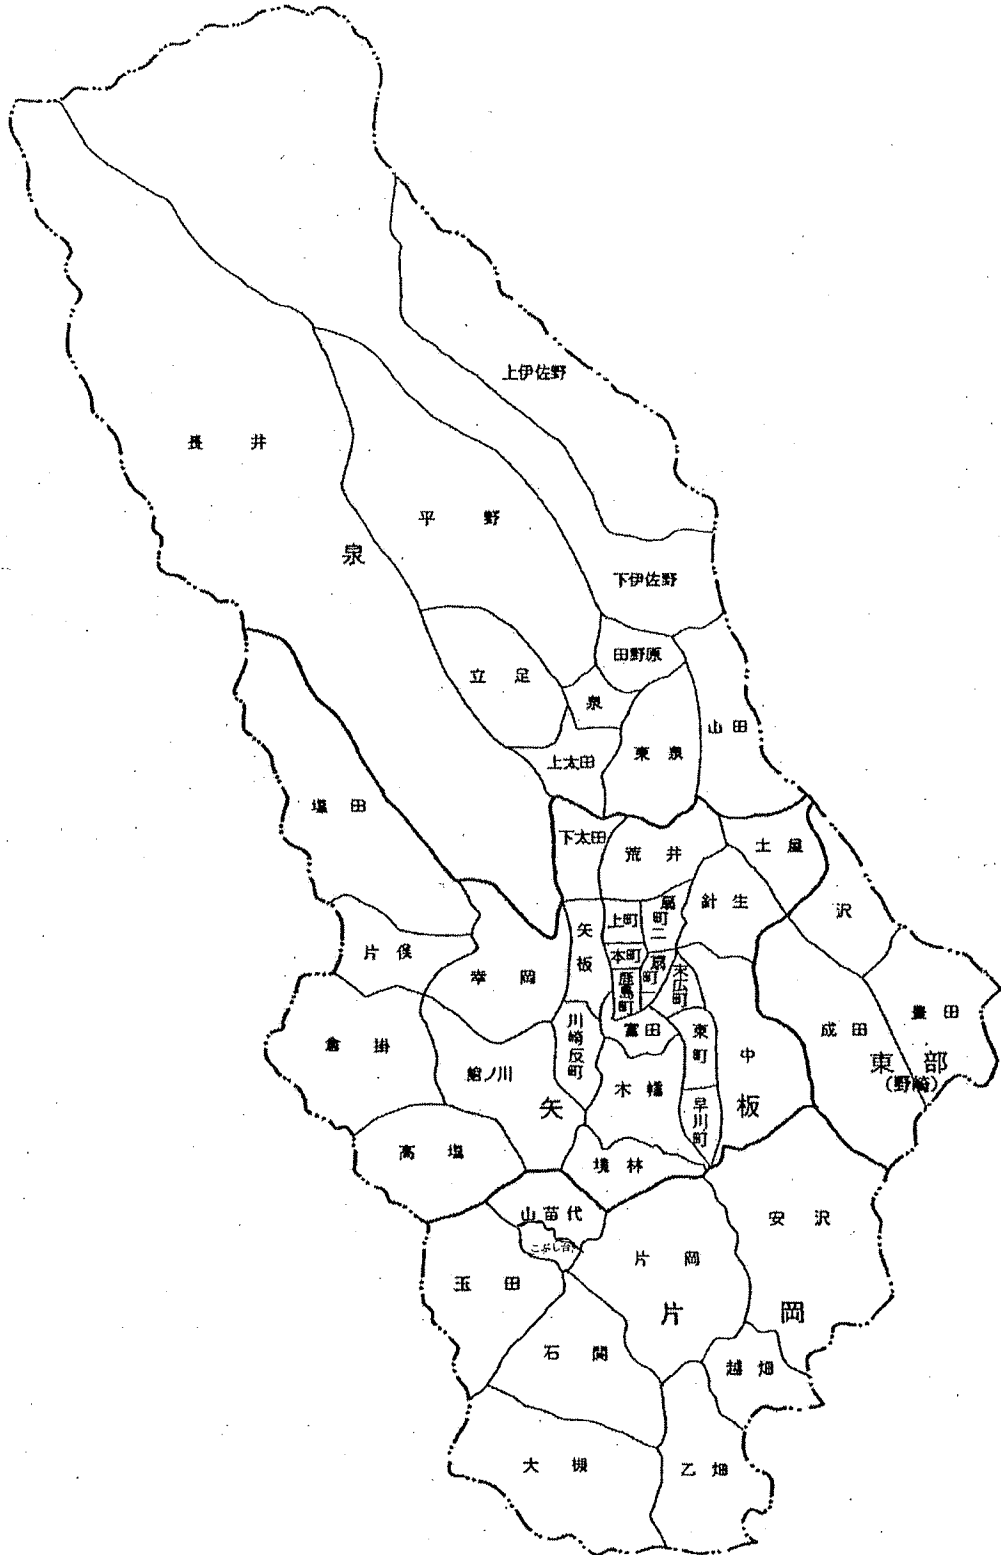 上伊佐野
長井
平野
泉
下伊佐野
田野原
立足
泉
山田
東泉
上太田
塩田
下太田
荒井
土屋
針生
沢
上町
扇町二
矢板
片俣
幸岡
本町
扇町一
末広町
鹿島町
豊田
成田
倉掛
川崎反町
富田
東町
中
東部
(野崎)
館ノ川
木幡
矢板
早川町
高塩
境林
山苗代
安沢
こぶし台
片岡
玉田
片岡
石関
越畑
大槻
乙畑